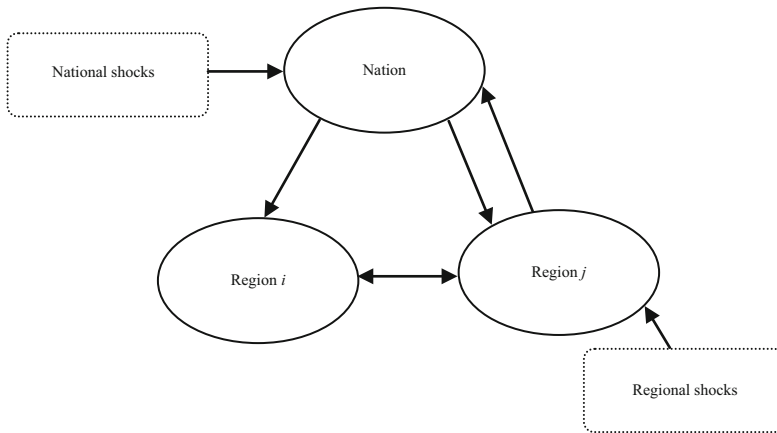 National shocks
Nation
Region i
Region j
Regional shocks